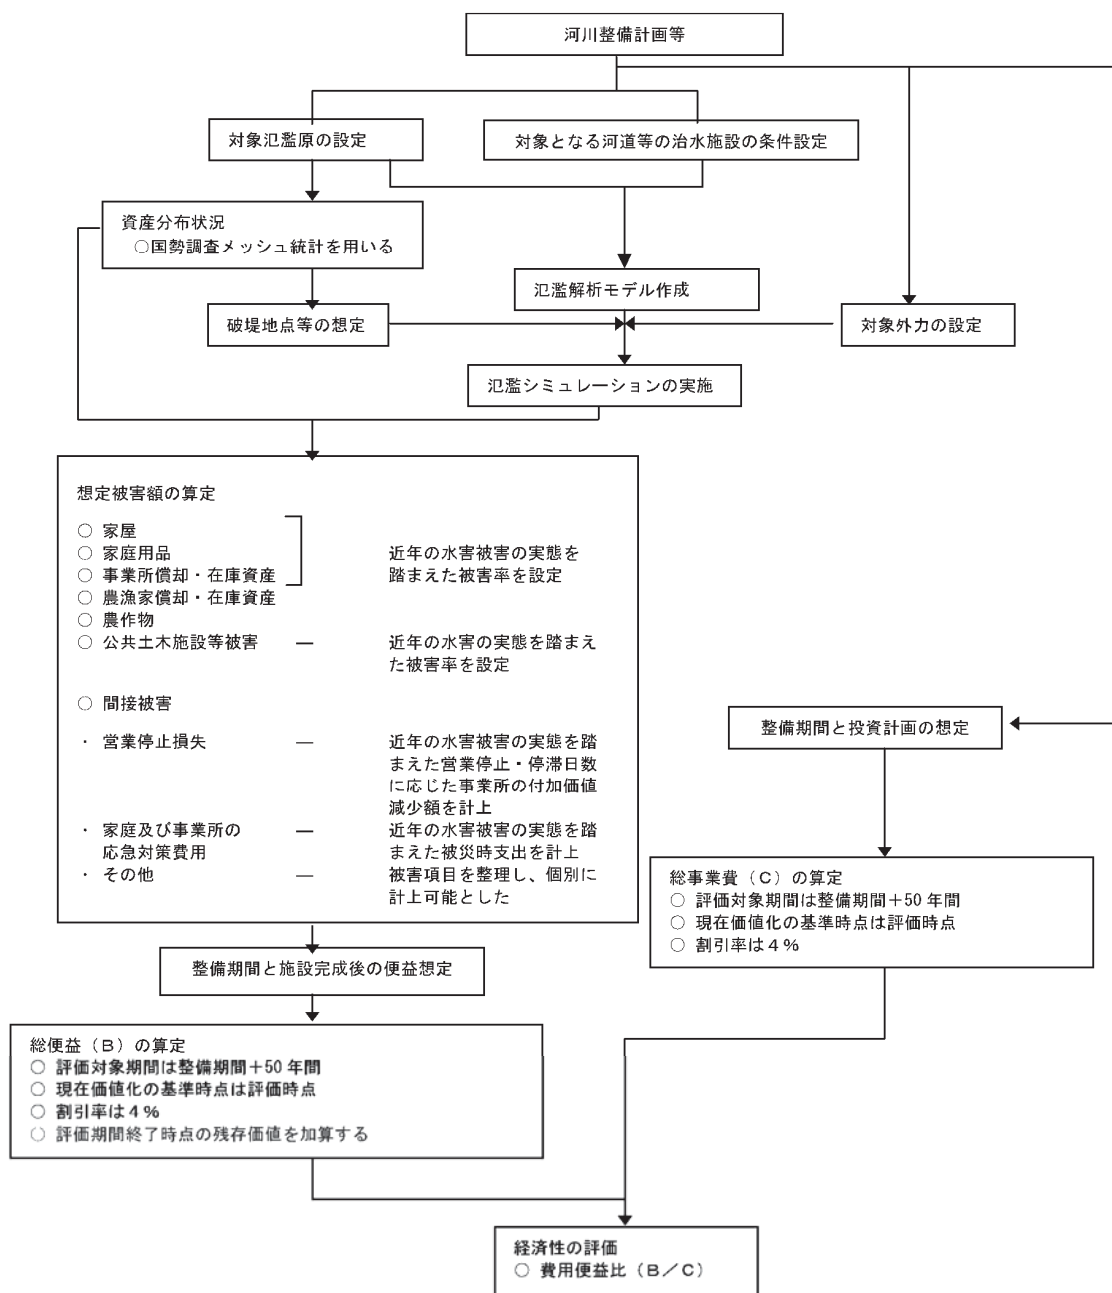 河川整備計画等
対象氾濫原の設定
対象となる河道等の治水施設の条件設定
資産分布状況
○国勢調査メッシュ統計を用いる
氾濫解析モデル作成
破堤地点等の想定
対象外力の設定
氾濫シミュレーションの実施
想定被害額の算定
○ 家屋
○ 家庭用品
○ 事業所償却・在庫資産
近年の水害被害の実態を
踏まえた被害率を設定
○ 農漁家償却・在庫資産
○ 農作物
○ 公共土木施設等被害 ― 近年の水害の実態を踏まえ
た被害率を設定
○ 間接被害
・ 営業停止損失 ― 近年の水害被害の実態を踏
まえた営業停止・停滞日数
に応じた事業所の付加価値
減少額を計上
・ 家庭及び事業所の ― 近年の水害被害の実態を踏
応急対策費用 まえた被災時支出を計上
・ その他 ― 被害項目を整理し、個別に
計上可能とした
整備期間と投資計画の想定
総事業費（C）の算定
○ 評価対象期間は整備期間＋50年間
○ 現在価値化の基準時点は評価時点
○ 割引率は４％
整備期間と施設完成後の便益想定
総便益（B）の算定
○ 評価対象期間は整備期間＋50年間
○ 現在価値化の基準時点は評価時点
○ 割引率は４％
○ 評価期間終了時点の残存価値を加算する
経済性の評価
○ 費用便益比（B／C）